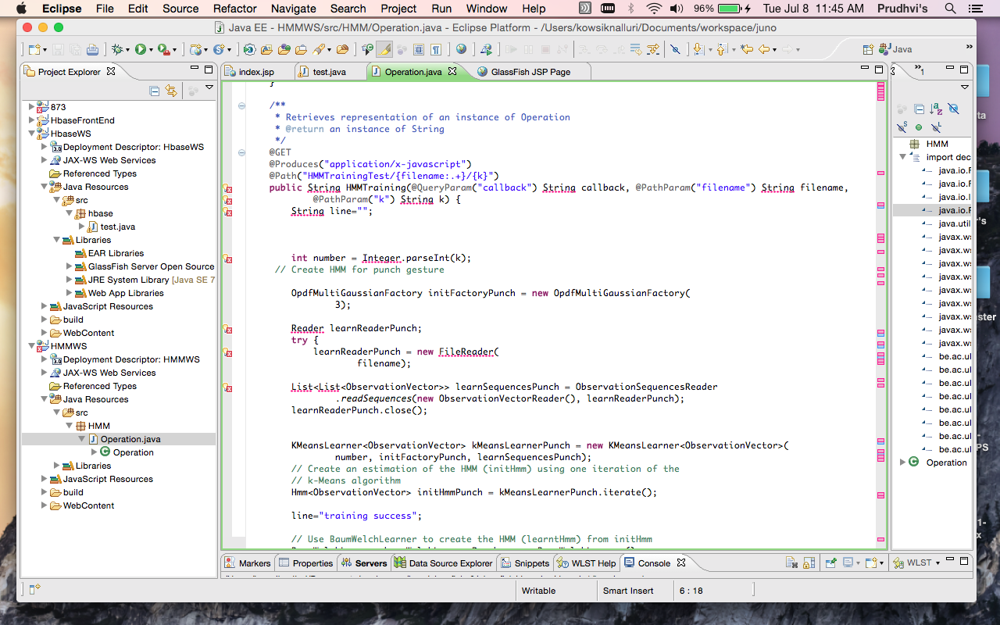 Eclipse File Edit Source Refactor Navigate Search Project Run Window Help 96% Tue Jul 8 11:45 AM Prudhvi's
Java EE - HMMWS/src/HMM/Operation.java - Eclipse Platform - /Users/kowsiknalluri/Documents/workspace/juno
Java
Project Explorer
873
HbaseFrontEnd
HbaseWS
Deployment Descriptor: HbaseWS
JAX-WS Web Services
Referenced Types
Java Resources
src
hbase
test.java
Libraries
EAR Libraries
GlassFish Server Open Source
JRE System Library [Java SE 7
Web App Libraries
JavaScript Resources
build
WebContent
HMMWS
Deployment Descriptor: HMMWS
JAX-WS Web Services
Referenced Types
Java Resources
src
HMM
Operation.java
Operation
Libraries
JavaScript Resources
build
WebContent
index.jsp test.java Operation.java GlassFish JSP Page
}
/**
* Retrieves representation of an instance of Operation
* @return an instance of String
*/
@GET
@Produces("application/x-javascript")
@Path("HMMTrainingTest/{filename:.+}/{k}")
public String HMMTraining(@QueryParam("callback") String callback, @PathParam("filename") String filename,
@PathParam("k") String k) {
String line="";
int number = Integer.parseInt(k);
// Create HMM for punch gesture
OpdfMultiGaussianFactory initFactoryPunch = new OpdfMultiGaussianFactory(
3);
Reader learnReaderPunch;
try {
learnReaderPunch = new FileReader(
filename);
List<List<ObservationVector>> learnSequencesPunch = ObservationSequencesReader
.readSequences(new ObservationVectorReader(), learnReaderPunch);
learnReaderPunch.close();
KMeansLearner<ObservationVector> kMeansLearnerPunch = new KMeansLearner<ObservationVector>(
number, initFactoryPunch, learnSequencesPunch);
// Create an estimation of the HMM (initHmm) using one iteration of the
// k-Means algorithm
Hmm<ObservationVector> initHmmPunch = kMeansLearnerPunch.iterate();
line="training success";
// Use BaumWelchLearner to create the HMM (learntHmm) from initHmm
1
HMM
import dec
java.io.F
java.io.F
java.io.I
java.io.F
java.util
javax.ws
javax.ws
javax.ws
javax.ws
javax.ws
javax.ws
javax.ws
javax.ws
javax.ws
be.ac.ul
be.ac.ul
be.ac.ul
be.ac.ul
be.ac.ul
be.ac.ul
be.ac.ul
be.ac.ul
Operation
ta
's
ster
PS
1-
x
Markers Properties Servers Data Source Explorer Snippets WLST Help Console WLST
Writable Smart Insert 6 : 18